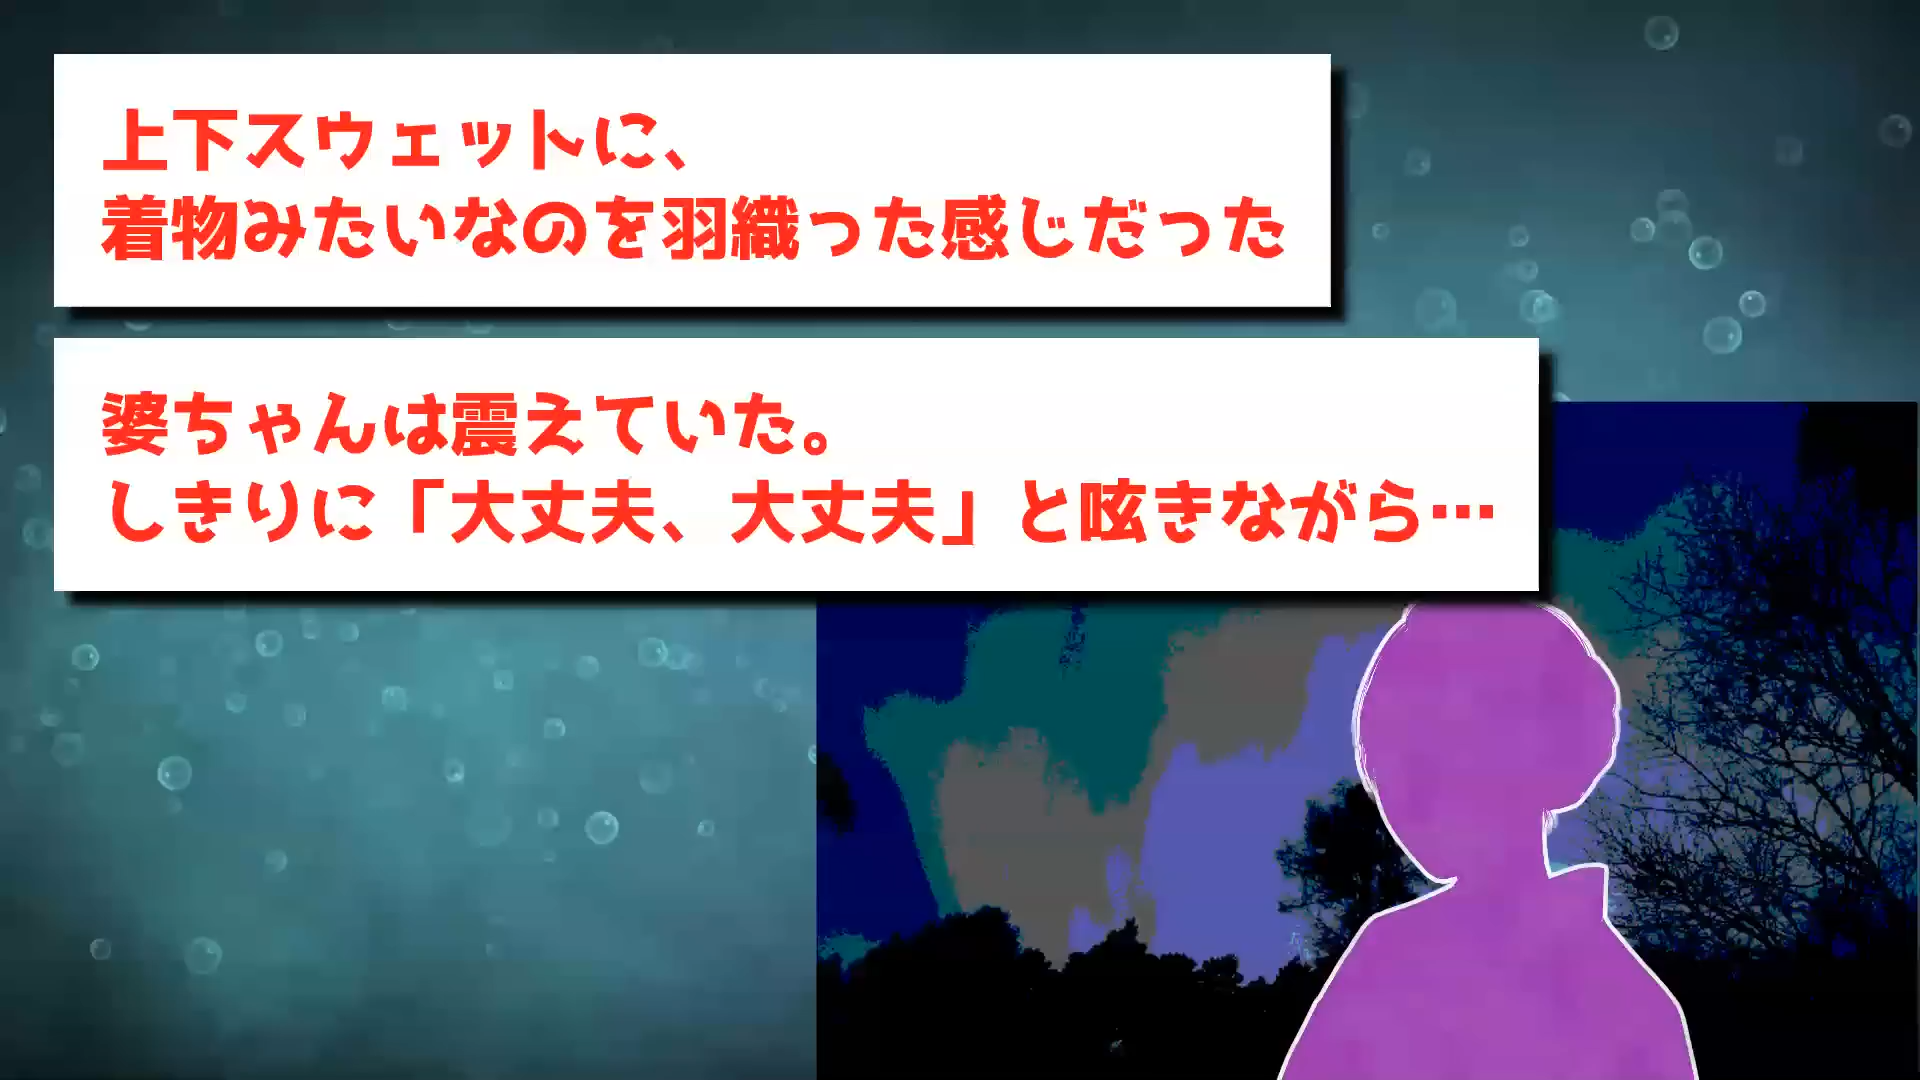 上下スウェットに、
着物みたいなのを羽織った感じだった
婆ちゃんは震えていた。
しきりに「大丈夫、大丈夫」と呟きながら…